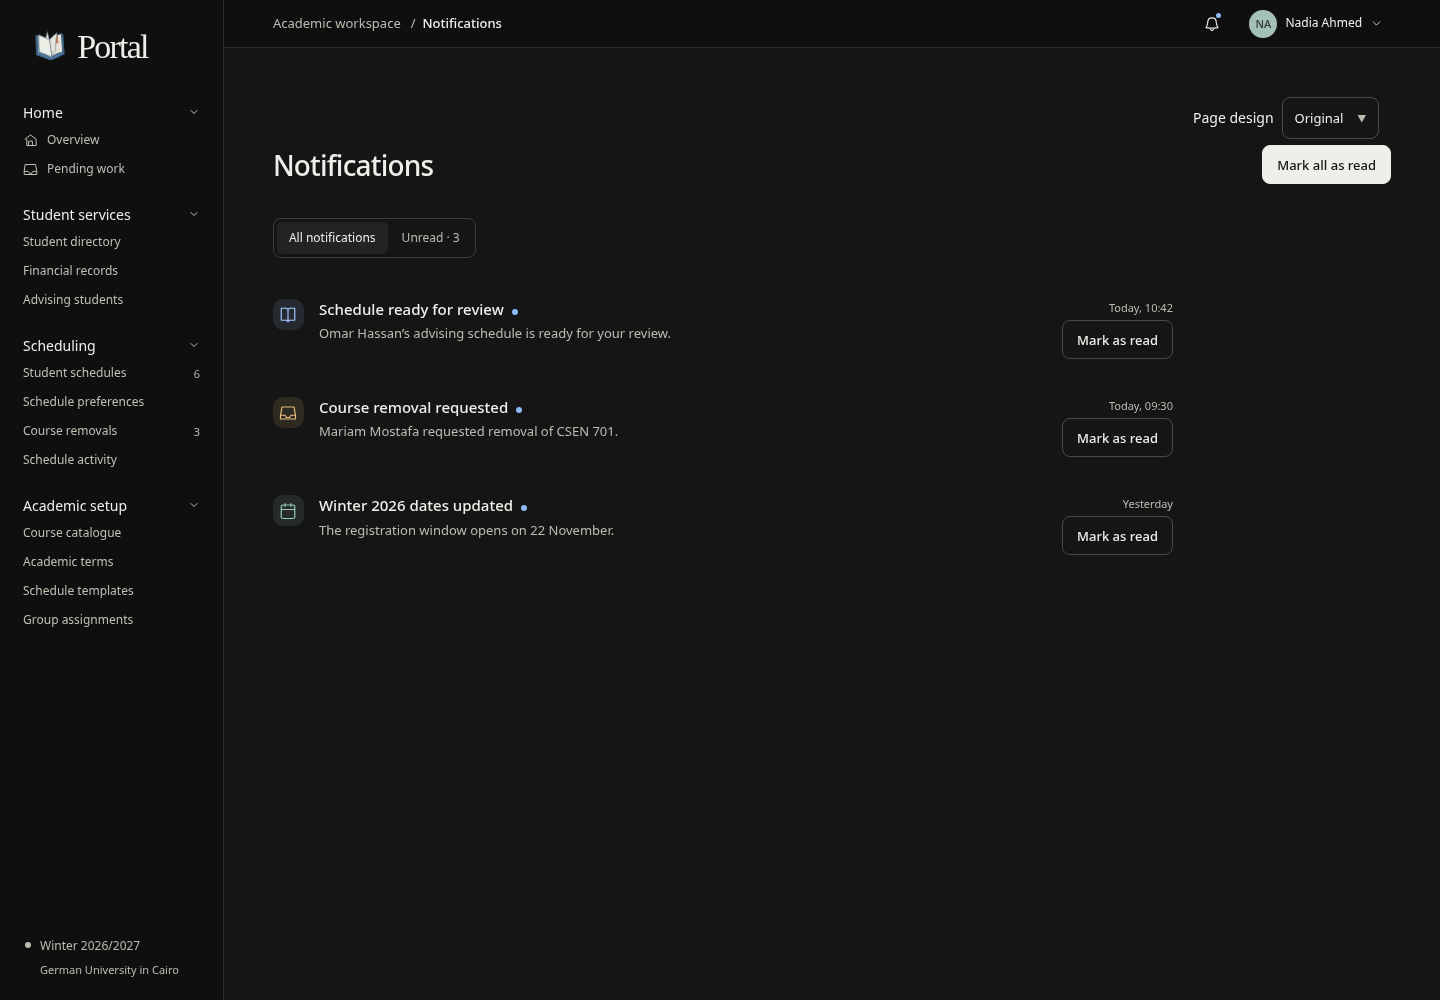 Portal
Home
Overview
Pending work
Student services
Student directory
Financial records
Advising students
Scheduling
Student schedules 6
Schedule preferences
Course removals 3
Schedule activity
Academic setup
Course catalogue
Academic terms
Schedule templates
Group assignments
Winter 2026/2027
German University in Cairo
Academic workspace / Notifications
NA Nadia Ahmed
Page design Original
Notifications
Mark all as read
All notifications Unread · 3
Schedule ready for review
Today, 10:42
Omar Hassan’s advising schedule is ready for your review.
Mark as read
Course removal requested
Today, 09:30
Mariam Mostafa requested removal of CSEN 701.
Mark as read
Winter 2026 dates updated
Yesterday
The registration window opens on 22 November.
Mark as read